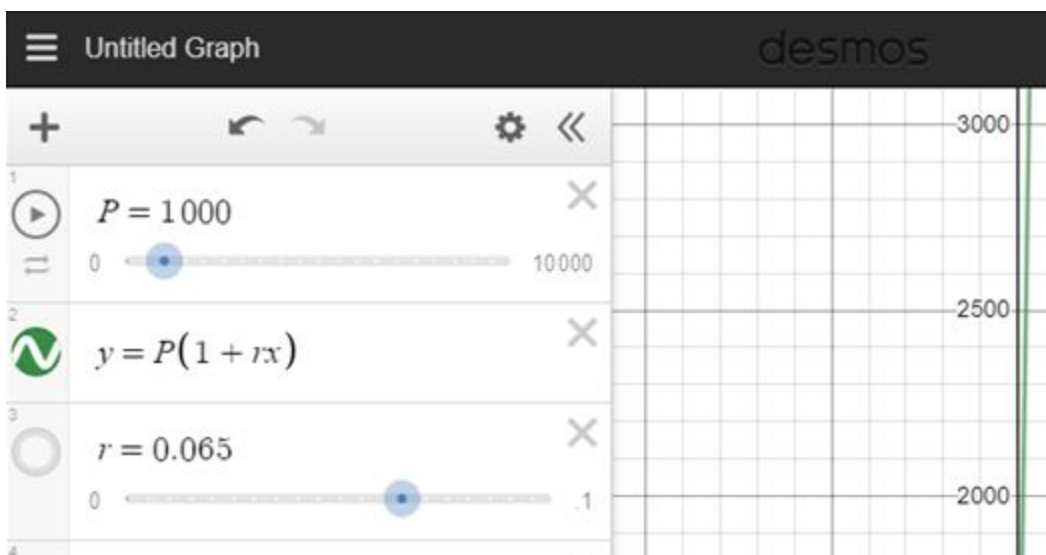 Untitled Graph
desmos
3000
1
P = 1000
0
10000
2
2500
y = P(1 + rx)
3
r = 0.065
0
.1
2000
4